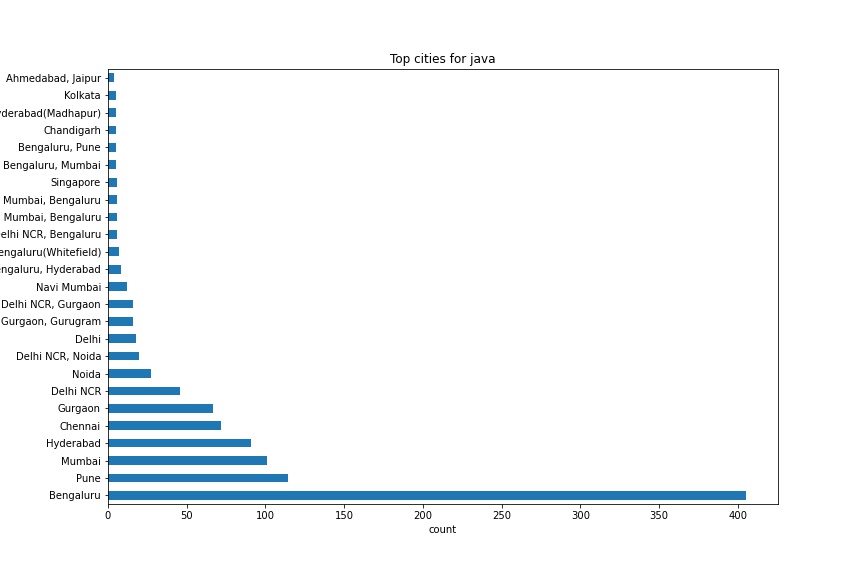 Top cities for java
Ahmedabad, Jaipur
Kolkata
yderabad(Madhapur)
Chandigarh
Bengaluru, Pune
Bengaluru, Mumbai
Singapore
Mumbai, Bengaluru
Mumbai, Bengaluru
elhi NCR, Bengaluru
engaluru(Whitefield)
engaluru, Hyderabad
Navi Mumbai
Delhi NCR, Gurgaon
Gurgaon, Gurugram
Delhi
Delhi NCR, Noida
Noida
Delhi NCR
Gurgaon
Chennai
Hyderabad
Mumbai
Pune
Bengaluru
0 50 100 150 200 250 300 350 400
count